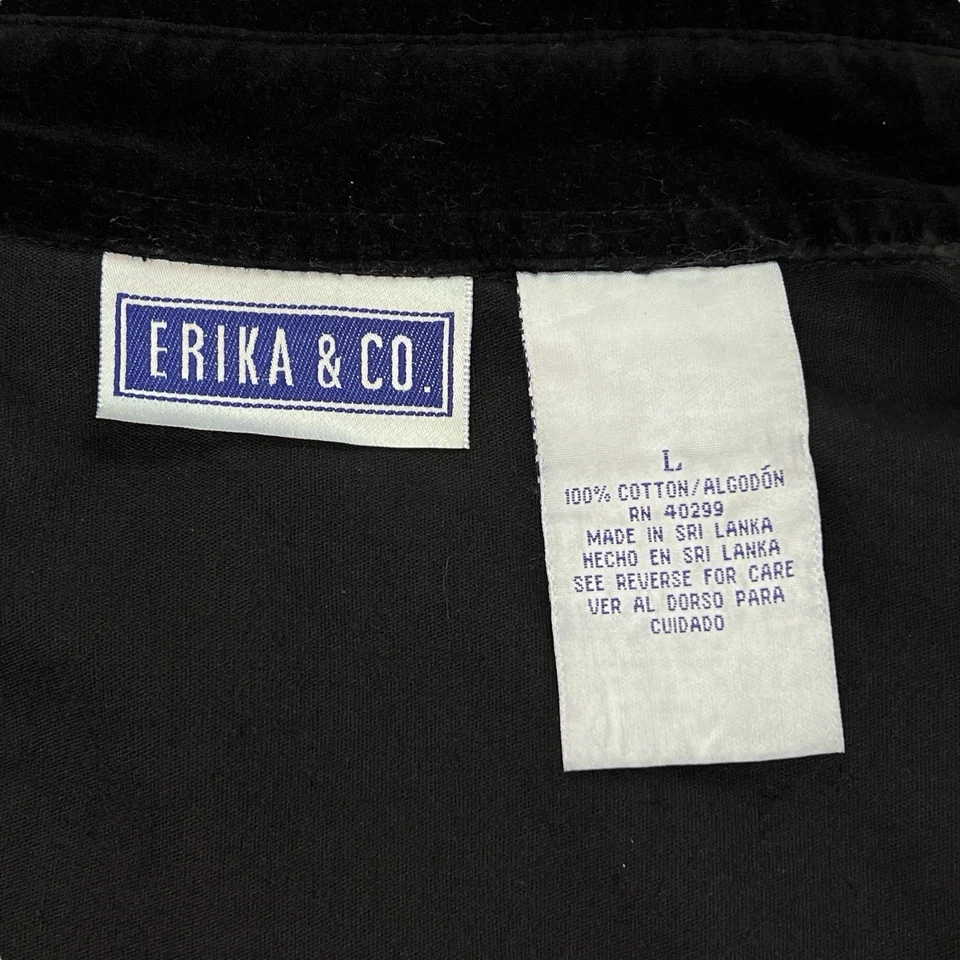 ERIKA & CO.
L
100% COTTON/ALGODÓN
RN 40299
MADE IN SRI LANKA
HECHO EN SRI LANKA
SEE REVERSE FOR CARE
VER AL DORSO PARA
CUIDADO